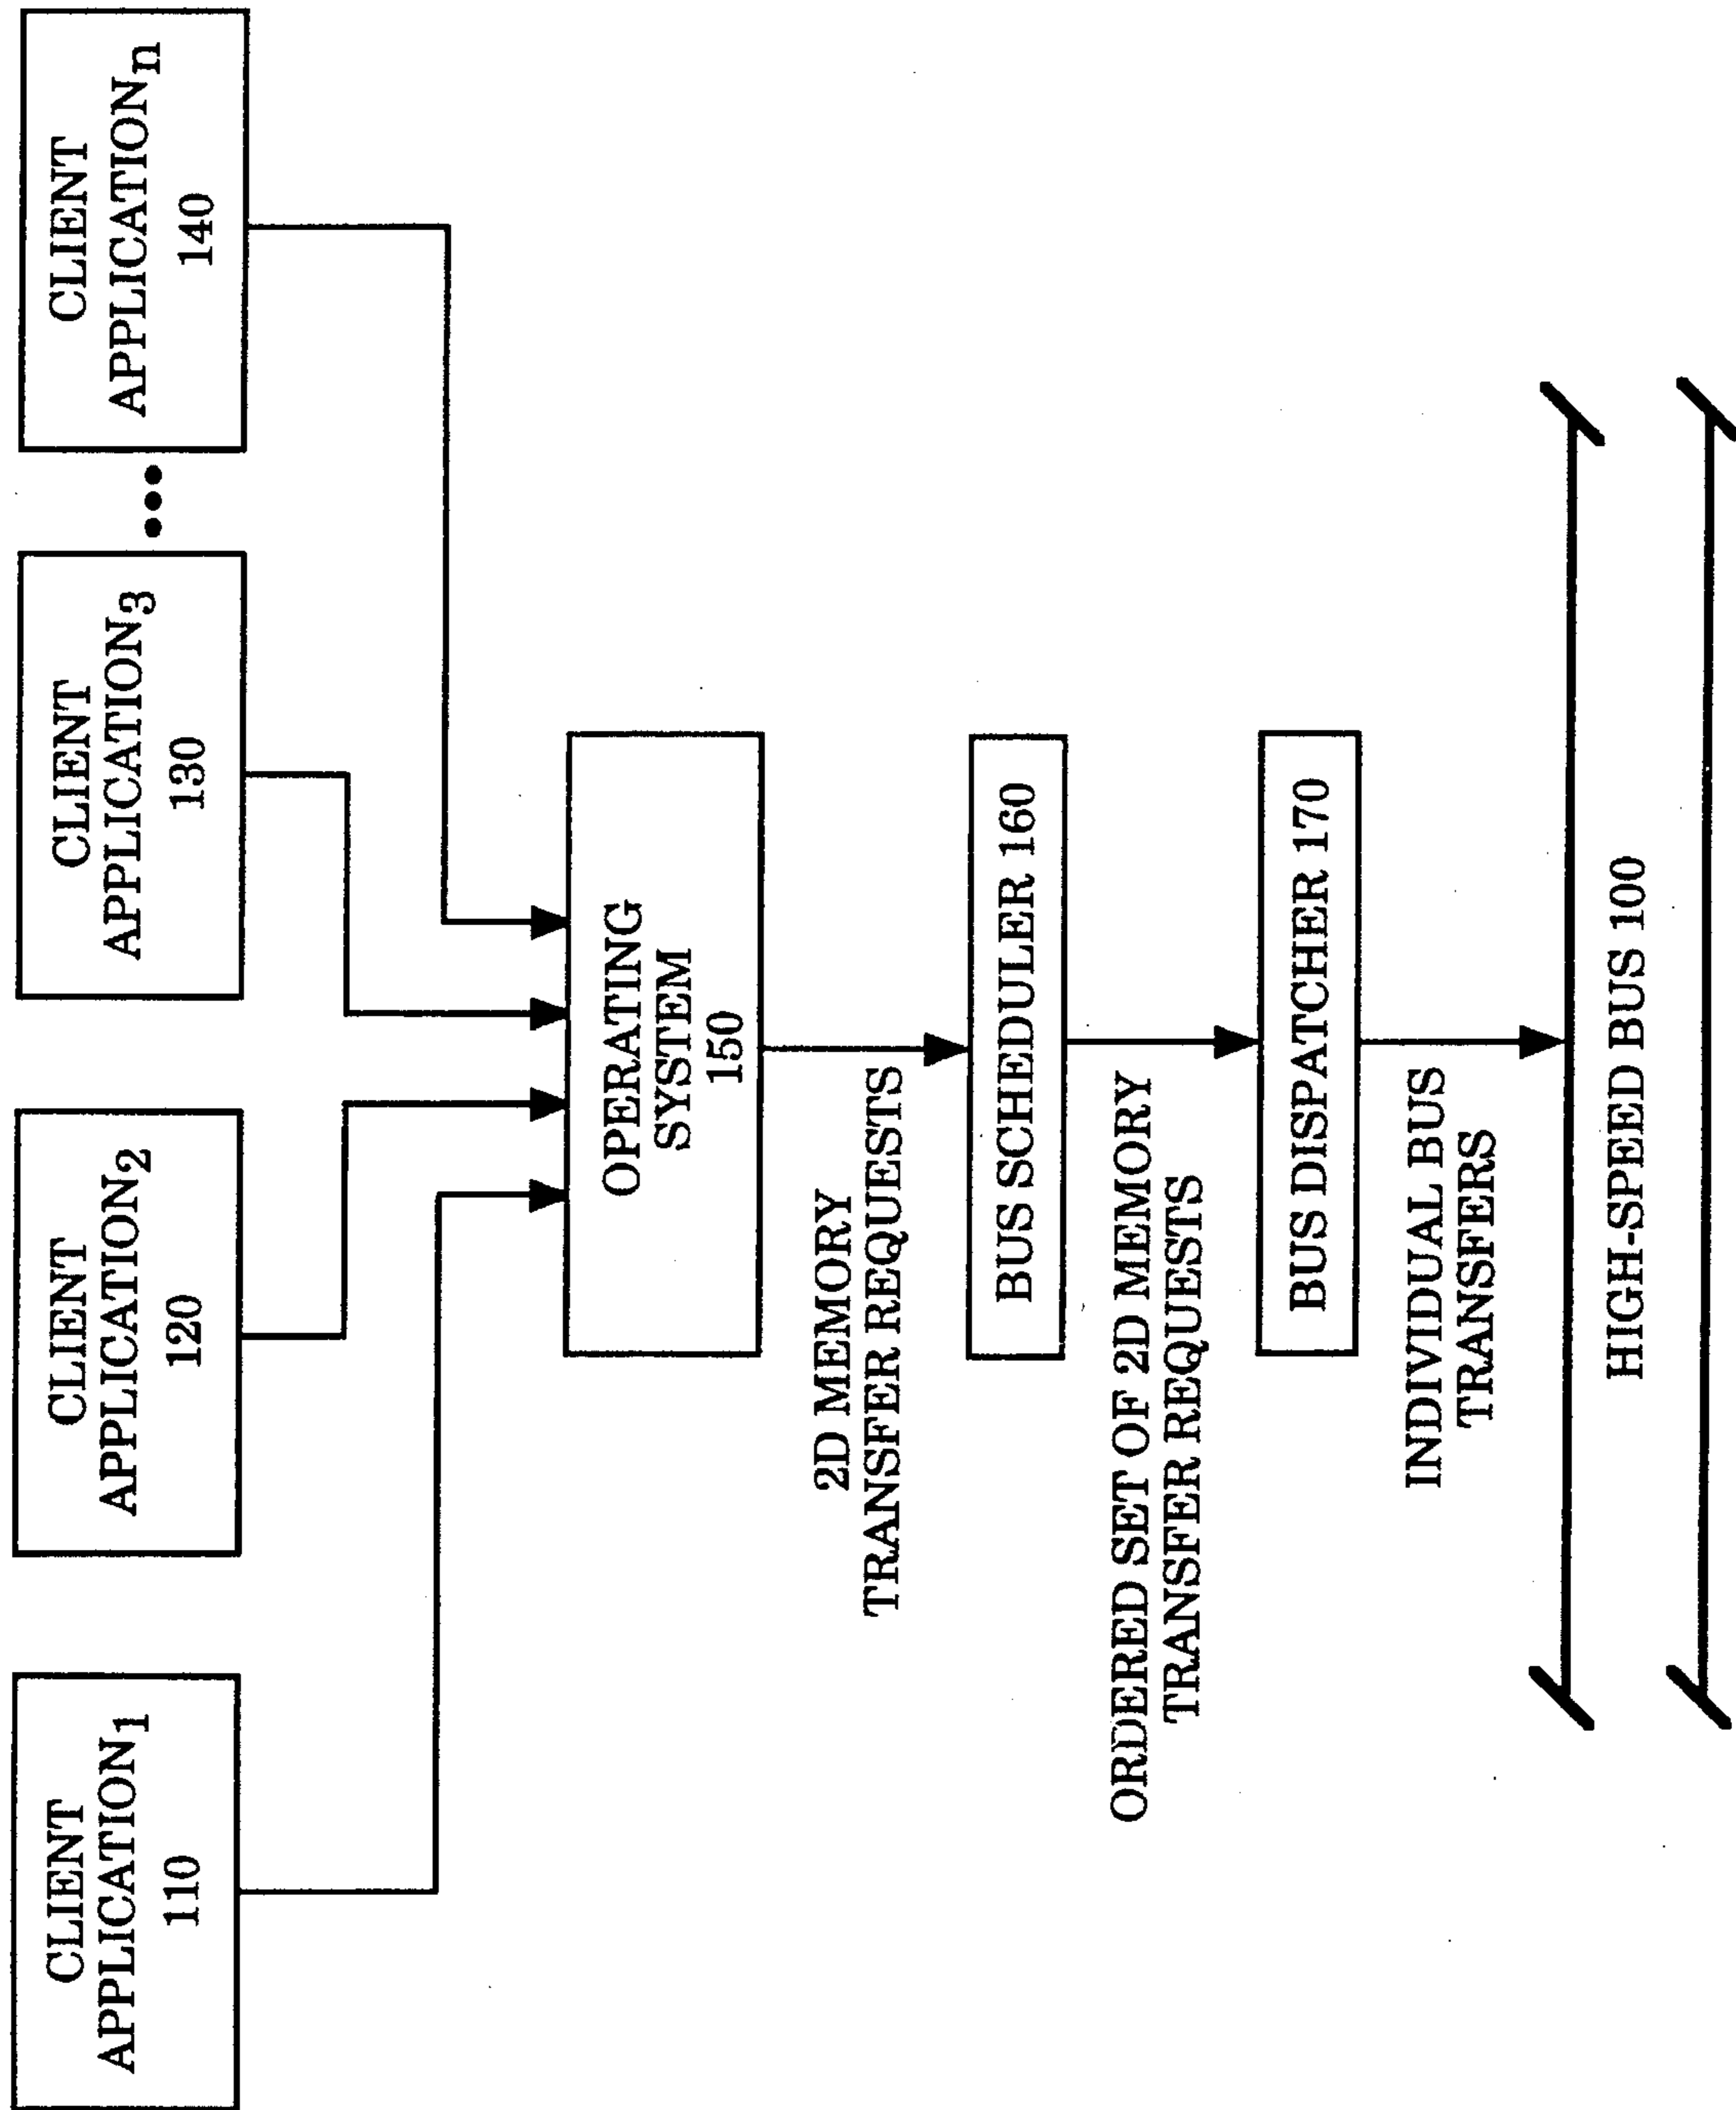 CLIENT
APPLICATION1
110
CLIENT
APPLICATION2
120
CLIENT
APPLICATION3
130
•••
CLIENT
APPLICATIONn
140
OPERATING
SYSTEM
150
2D MEMORY
TRANSFER REQUESTS
BUS SCHEDULER 160
ORDERED SET OF 2D MEMORY
TRANSFER REQUESTS
BUS DISPATCHER 170
INDIVIDUAL BUS
TRANSFERS
HIGH-SPEED BUS 100